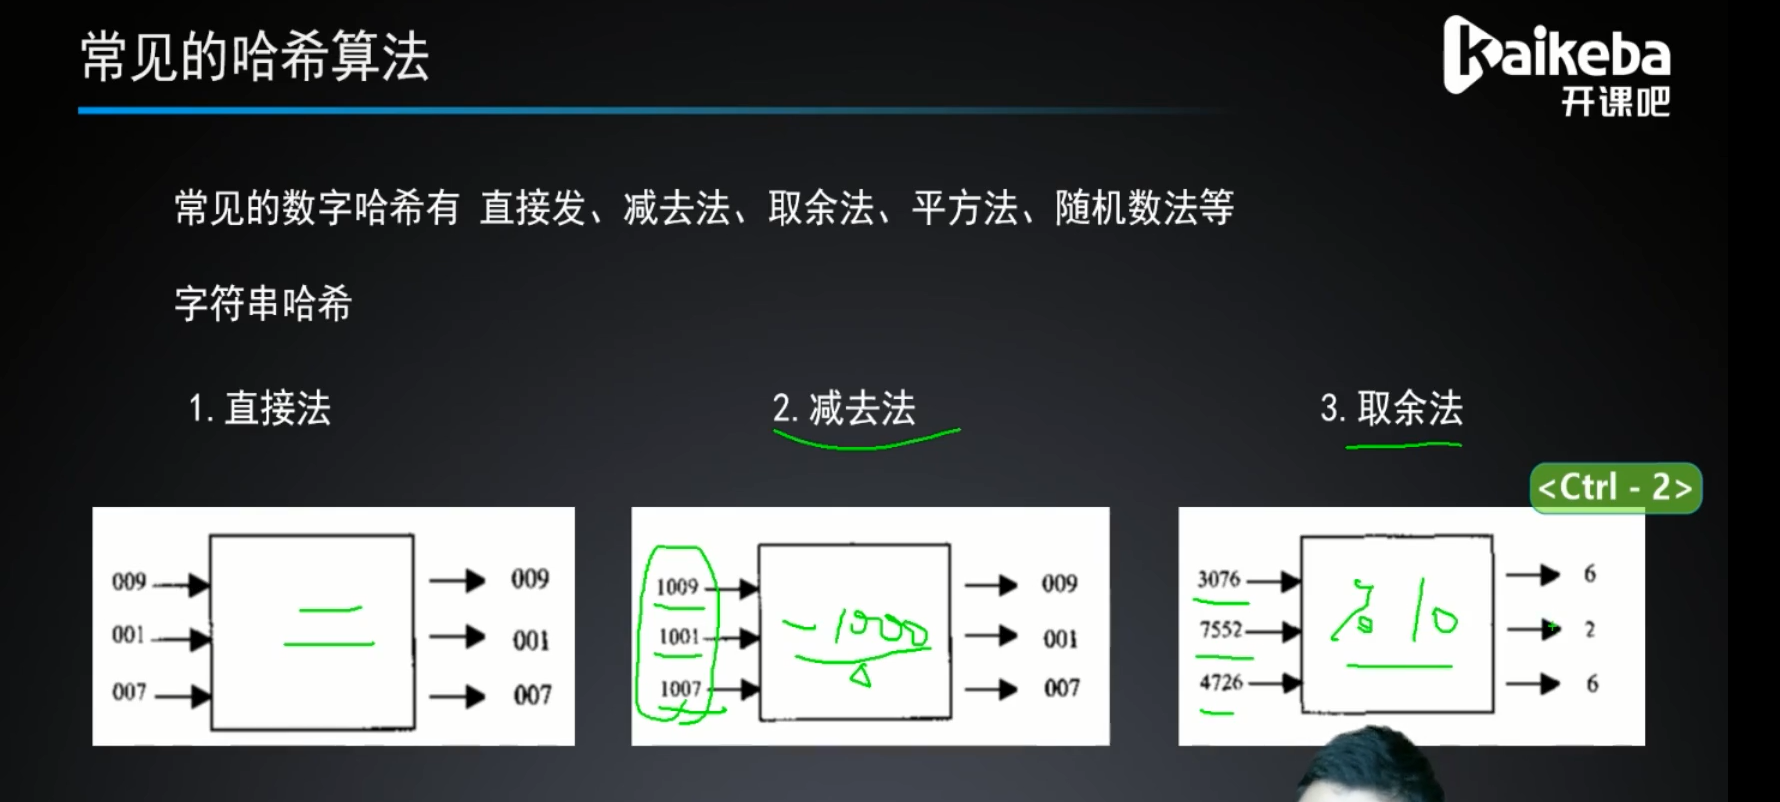 常见的哈希算法
kaikeba
开课吧
常见的数字哈希有 直接发、减去法、取余法、平方法、随机数法等
字符串哈希
1.直接法
2.减去法
3.取余法
<Ctrl - 2>
009 009
001 = 001
007 007
1009 009
1001 -1000 001
1007 007
3076 6
7552 % 10 2
4726 6